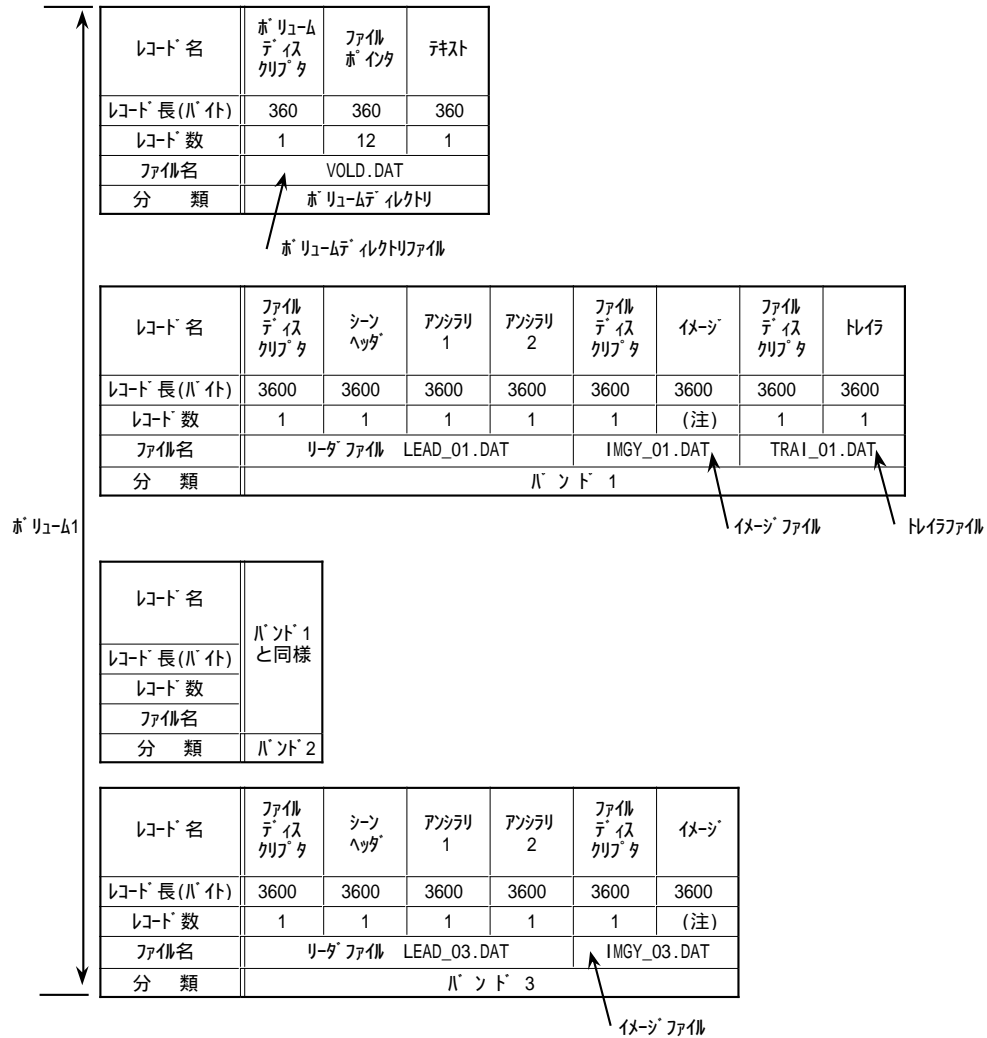 レコード名 ボリューム ディス クリプタ ファイル ポインタ テキスト
レコード長(バイト) 360 360 360
レコード数 1 12 1
ファイル名 VOLD.DAT
分 類 ボリュームディレクトリ
ボリュームディレクトリファイル
レコード名 ファイル ディス クリプタ シーン ヘッダ アンシラリ 1 アンシラリ 2 ファイル ディス クリプタ イメージ ファイル ディス クリプタ トレイラ
レコード長(バイト) 3600 3600 3600 3600 3600 3600 3600 3600
レコード数 1 1 1 1 1 (注) 1 1
ファイル名 リーダファイル LEAD_01.DAT IMGY_01.DAT TRAI_01.DAT
分 類 バンド 1
ボリューム1 イメージファイル トレイラファイル
レコード名 バンド1 と同様
レコード長(バイト)
レコード数
ファイル名
分 類 バンド2
レコード名 ファイル ディス クリプタ シーン ヘッダ アンシラリ 1 アンシラリ 2 ファイル ディス クリプタ イメージ
レコード長(バイト) 3600 3600 3600 3600 3600 3600
レコード数 1 1 1 1 1 (注)
ファイル名 リーダファイル LEAD_03.DAT IMGY_03.DAT
分 類 バンド 3
イメージファイル